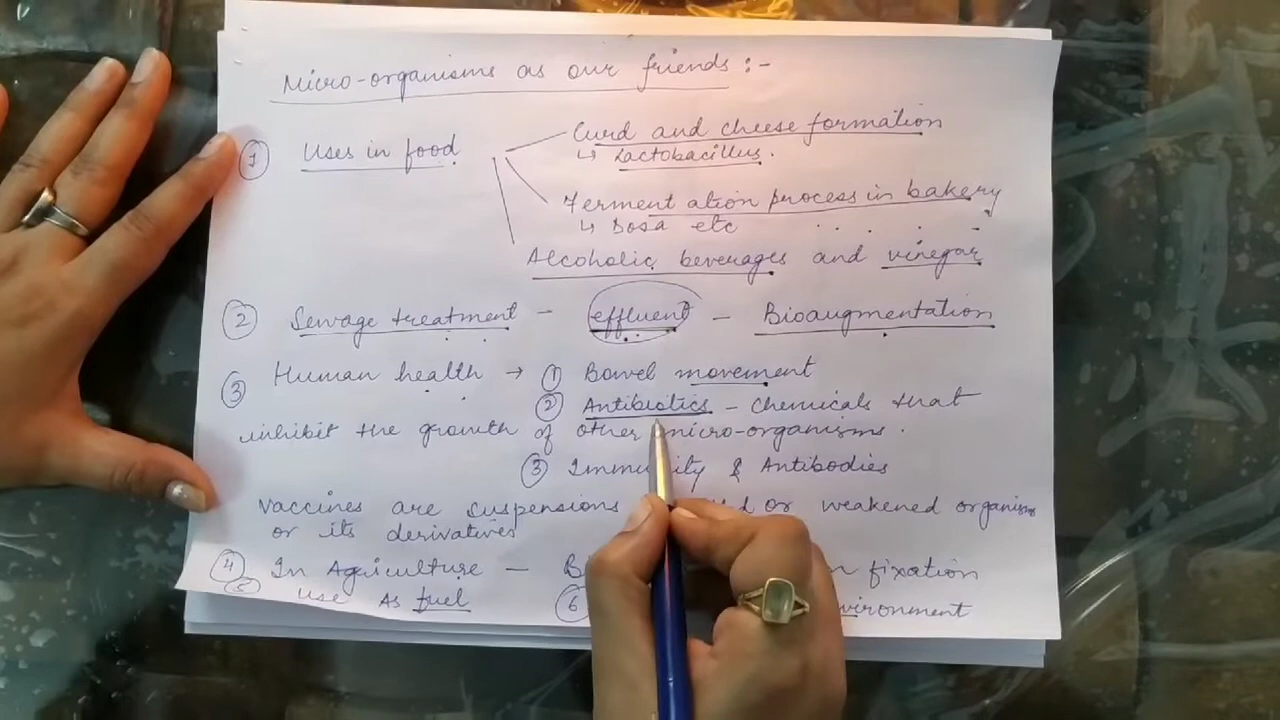 Micro-organisms as our friends :-
① Uses in food
Curd and cheese formation
↳ Lactobacillus.
Fermentation process in bakery
↳ Dosa etc
Alcoholic beverages and vinegar
② Sewage treatment - effluent - Bioaugmentation
③ Human health → ① Bowel movement
② Antibiotics - chemicals that
inhibit the growth of other micro-organisms.
③ Immunity & Antibodies
Vaccines are suspensions or weakened organisms
or its derivatives
④ In Agriculture - fixation
⑤ Use As fuel ⑥